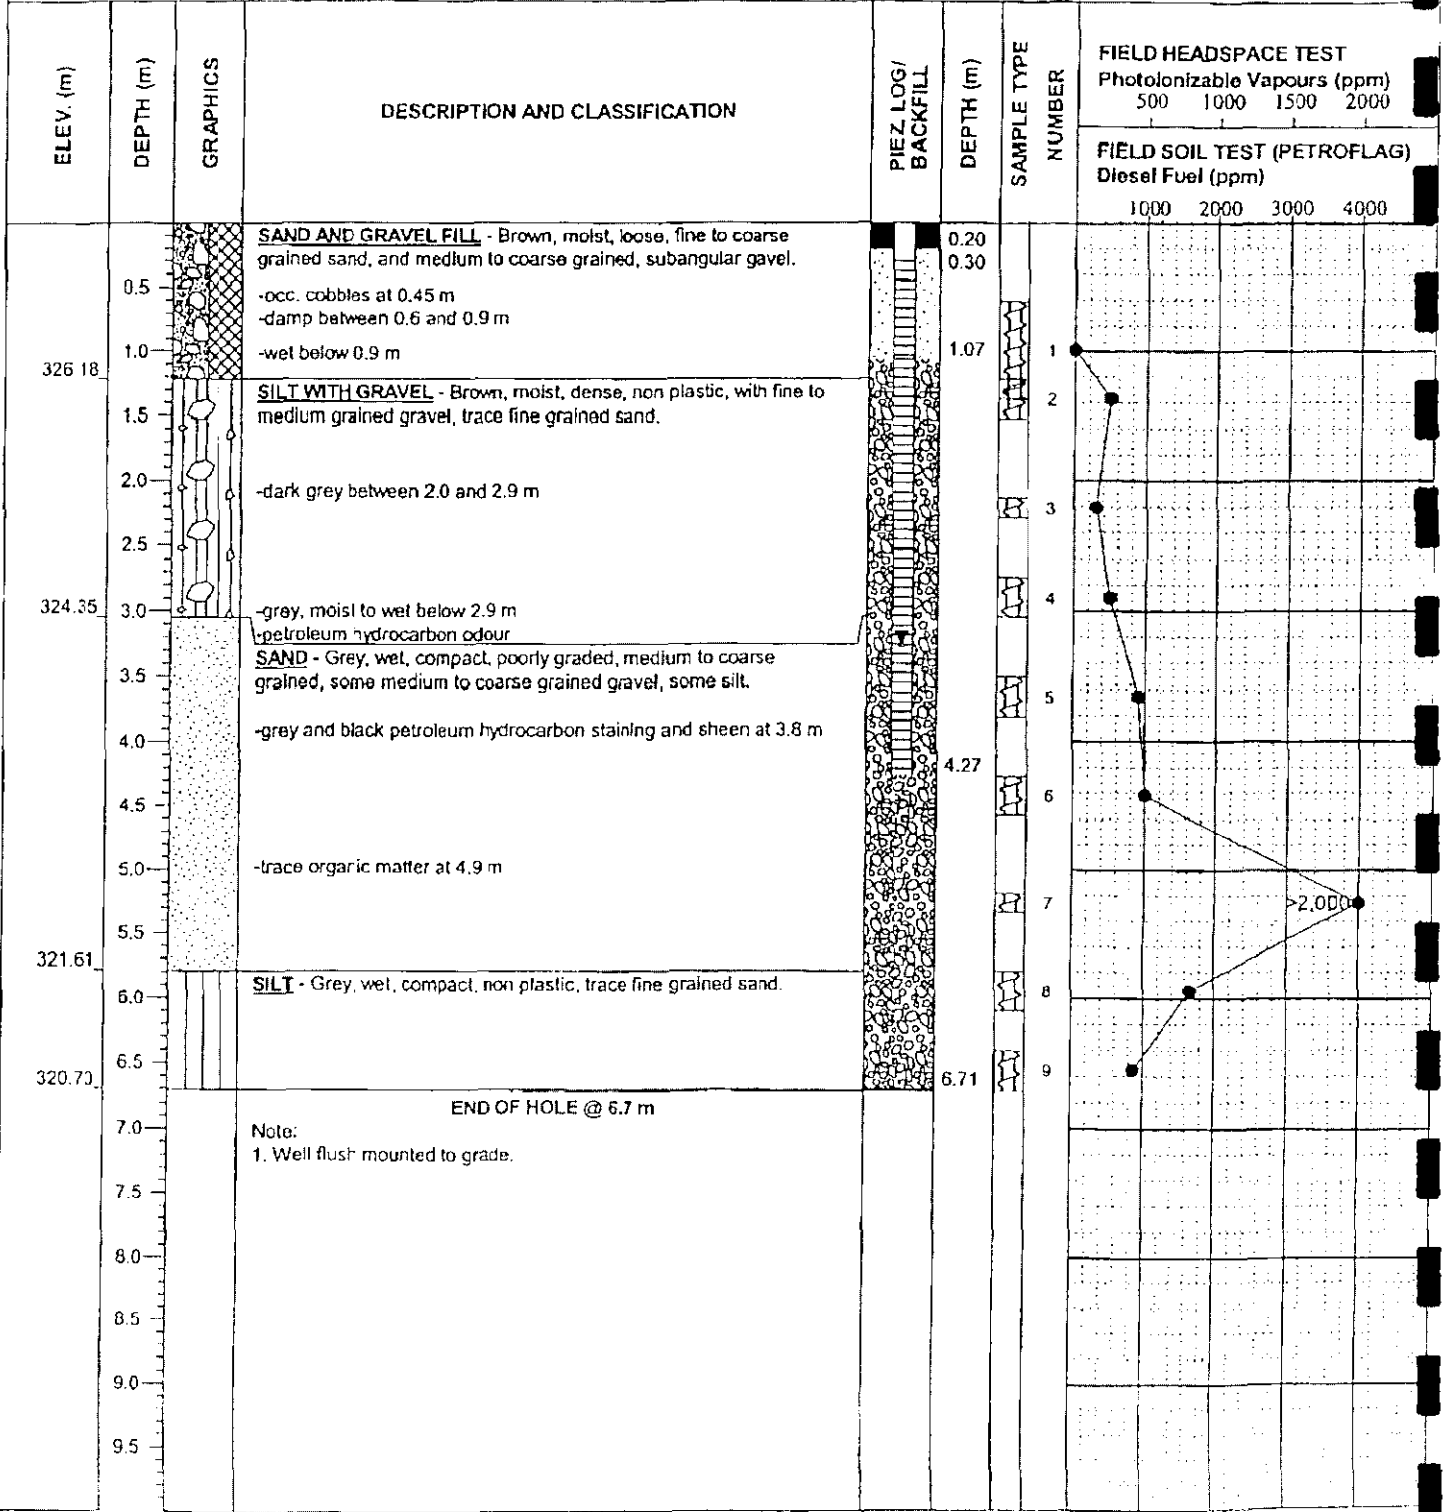 ELEV. (m)
DEPTH (m)
GRAPHICS
DESCRIPTION AND CLASSIFICATION
PIEZ. LOG/
BACKFILL
DEPTH (m)
SAMPLE TYPE
NUMBER
FIELD HEADSPACE TEST
Photoionizable Vapours (ppm)
500 1000 1500 2000
FIELD SOIL TEST (PETROFLAG)
Diesel Fuel (ppm)
1000 2000 3000 4000
SAND AND GRAVEL FILL - Brown, moist, loose, fine to coarse
grained sand, and medium to coarse grained, subangular gavel.
0.20
0.30
0.5
-occ. cobbles at 0.45 m
-damp between 0.6 and 0.9 m
1.0
-wet below 0.9 m
1.07
1
326.18
SILT WITH GRAVEL - Brown, moist, dense, non plastic, with fine to
medium grained gravel, trace fine grained sand.
1.5
2
2.0
-dark grey between 2.0 and 2.9 m
3
2.5
324.35
3.0
-grey, moist to wet below 2.9 m
-petroleum hydrocarbon odour
4
SAND - Grey, wet, compact, poorly graded, medium to coarse
grained, some medium to coarse grained gravel, some silt.
3.5
5
-grey and black petroleum hydrocarbon staining and sheen at 3.8 m
4.0
4.27
4.5
6
5.0
-trace organic matter at 4.9 m
7
>2,000
5.5
321.61
SILT - Grey, wet, compact, non plastic, trace fine grained sand.
6.0
8
6.5
320.73
6.71
9
END OF HOLE @ 6.7 m
7.0
Note:
1. Well flush mounted to grade.
7.5
8.0
8.5
9.0
9.5